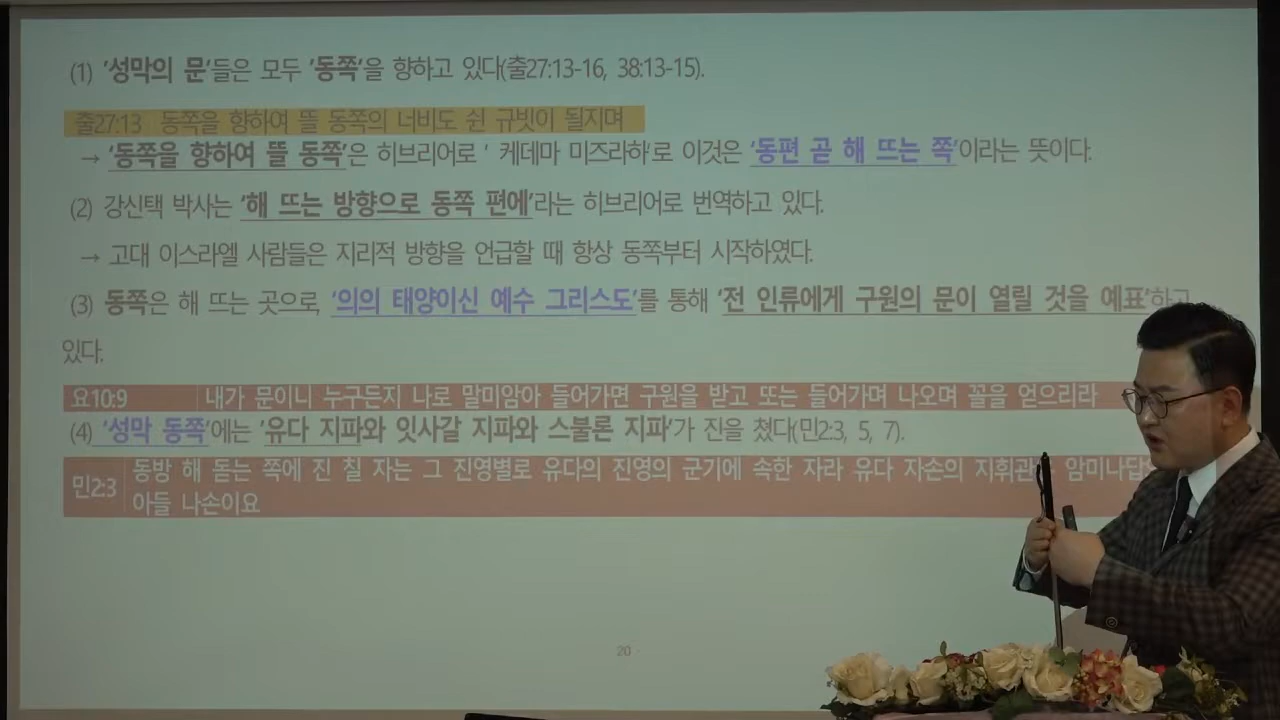 (1) '성막의 문'들은 모두 '동쪽'을 향하고 있다(출27:13-16, 38:13-15).
출27:13 동쪽을 향하여 뜰 동쪽의 너비도 쉰 규빗이 될지며
→ '동쪽을 향하여 뜰 동쪽'은 히브리어로 ' 케데마 미즈라하'로 이것은 '동편 곧 해 뜨는 쪽'이라는 뜻이다.
(2) 강신택 박사는 '해 뜨는 방향으로 동쪽 편에'라는 히브리어로 번역하고 있다.
→ 고대 이스라엘 사람들은 지리적 방향을 언급할 때 항상 동쪽부터 시작하였다.
(3) 동쪽은 해 뜨는 곳으로, '의의 태양이신 예수 그리스도'를 통해 '전 인류에게 구원의 문이 열릴 것을 예표'하고
있다.
요10:9 내가 문이니 누구든지 나로 말미암아 들어가면 구원을 받고 또는 들어가며 나오며 꼴을 얻으리라
(4) '성막 동쪽'에는 '유다 지파와 잇사갈 지파와 스불론 지파'가 진을 쳤다(민2:3, 5, 7).
민2:3 동방 해 돋는 쪽에 진 칠 자는 그 진영별로 유다의 진영의 군기에 속한 자라 유다 자손의 지휘관 암미나답
아들 나손이요
20